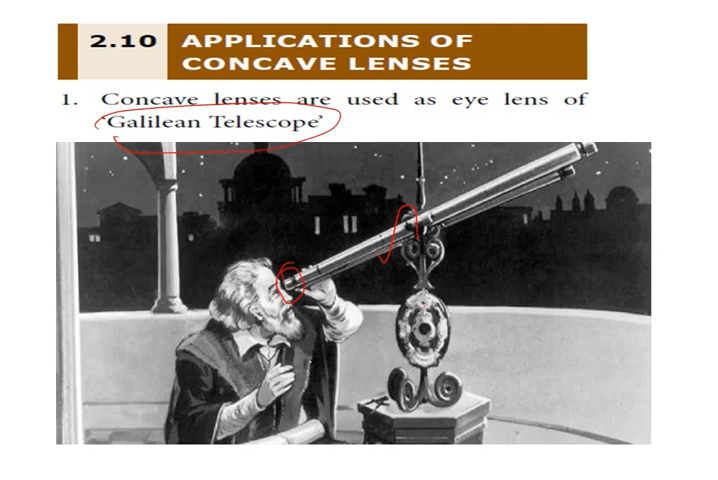 2.10 APPLICATIONS OF
CONCAVE LENSES
1. Concave lenses are used as eye lens of
‘Galilean Telescope’